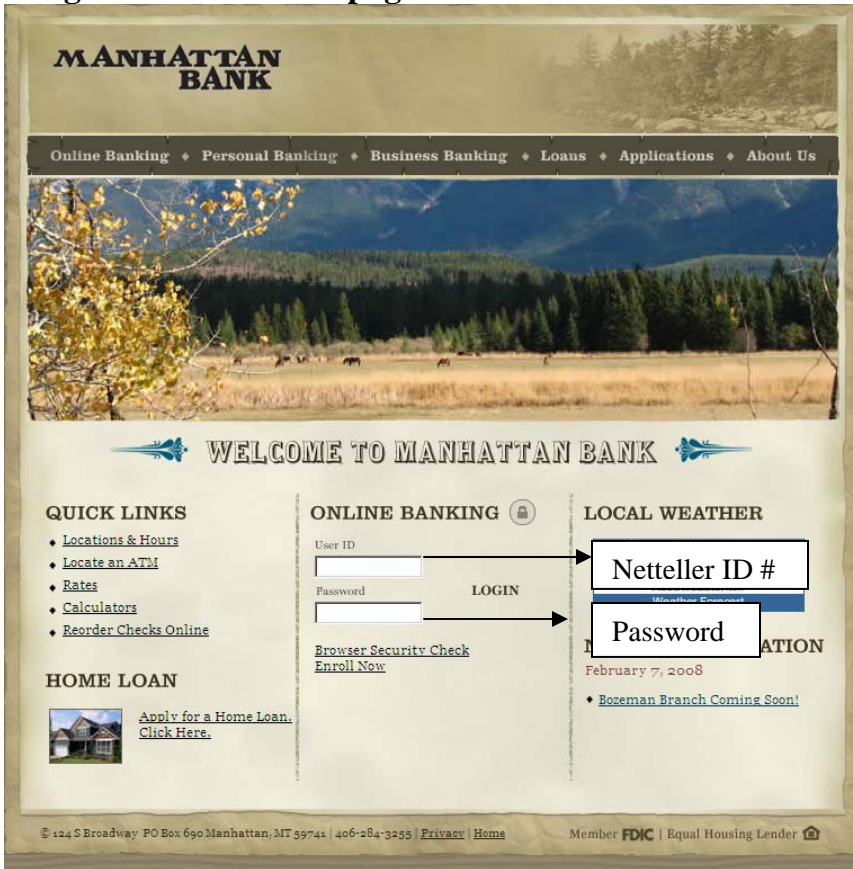 MANHATTAN
BANK
Online Banking ♦ Personal Banking ♦ Business Banking ♦ Loans ♦ Applications ♦ About Us
WELCOME TO MANHATTAN BANK
QUICK LINKS
Locations & Hours
Locate an ATM
Rates
Calculators
Reorder Checks Online
HOME LOAN
Apply for a Home Loan.
Click Here.
ONLINE BANKING
User ID
Password
LOGIN
Browser Security Check
Enroll Now
LOCAL WEATHER
Netteller ID #
Weather Forecast
Password
February 7, 2008
Bozeman Branch Coming Soon!
© 124 S Broadway PO Box 690 Manhattan, MT 59741 | 406-284-3255 | Privacy | Home
Member FDIC | Equal Housing Lender